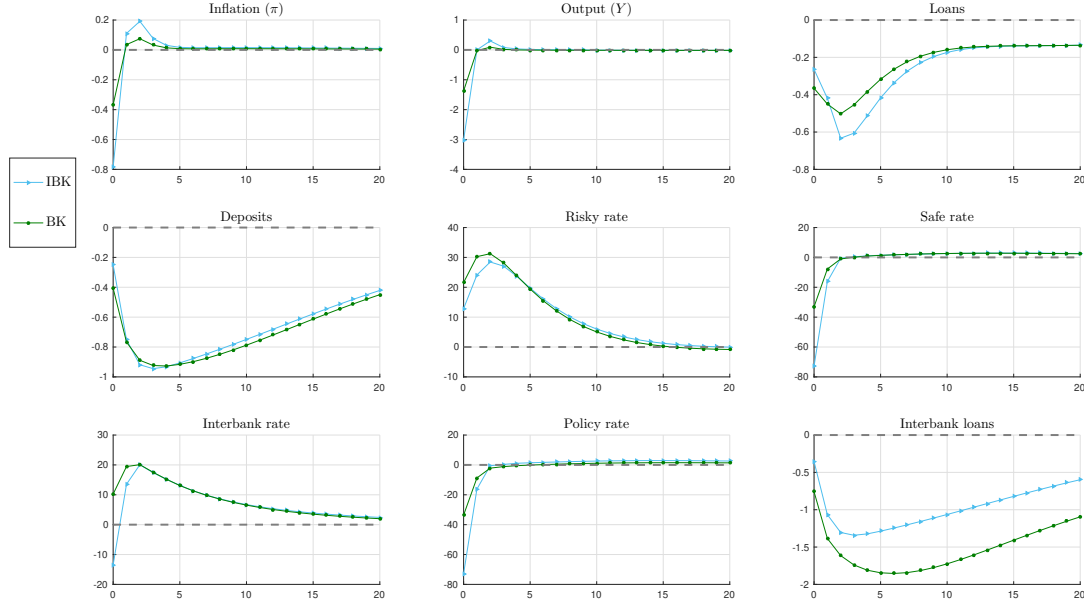 Inflation (π) Output (Y) Loans
0.2 1 0
0 0 -0.2
-0.2 -1 -0.4
-0.4 -2 -0.6
-0.6 -3 -0.8
-0.8 -4
0 5 10 15 20 0 5 10 15 20 0 5 10 15 20
IBK
BK
Deposits Risky rate Safe rate
0 40 20
-0.2 30 0
-0.4 20 -20
-0.6 10 -40
-0.8 0 -60
-1 -10 -80
0 5 10 15 20 0 5 10 15 20 0 5 10 15 20
Interbank rate Policy rate Interbank loans
30 20 0
20 0 -0.5
10 -20 -1
0 -40 -1.5
-10 -60 -2
-20 -80
0 5 10 15 20 0 5 10 15 20 0 5 10 15 20